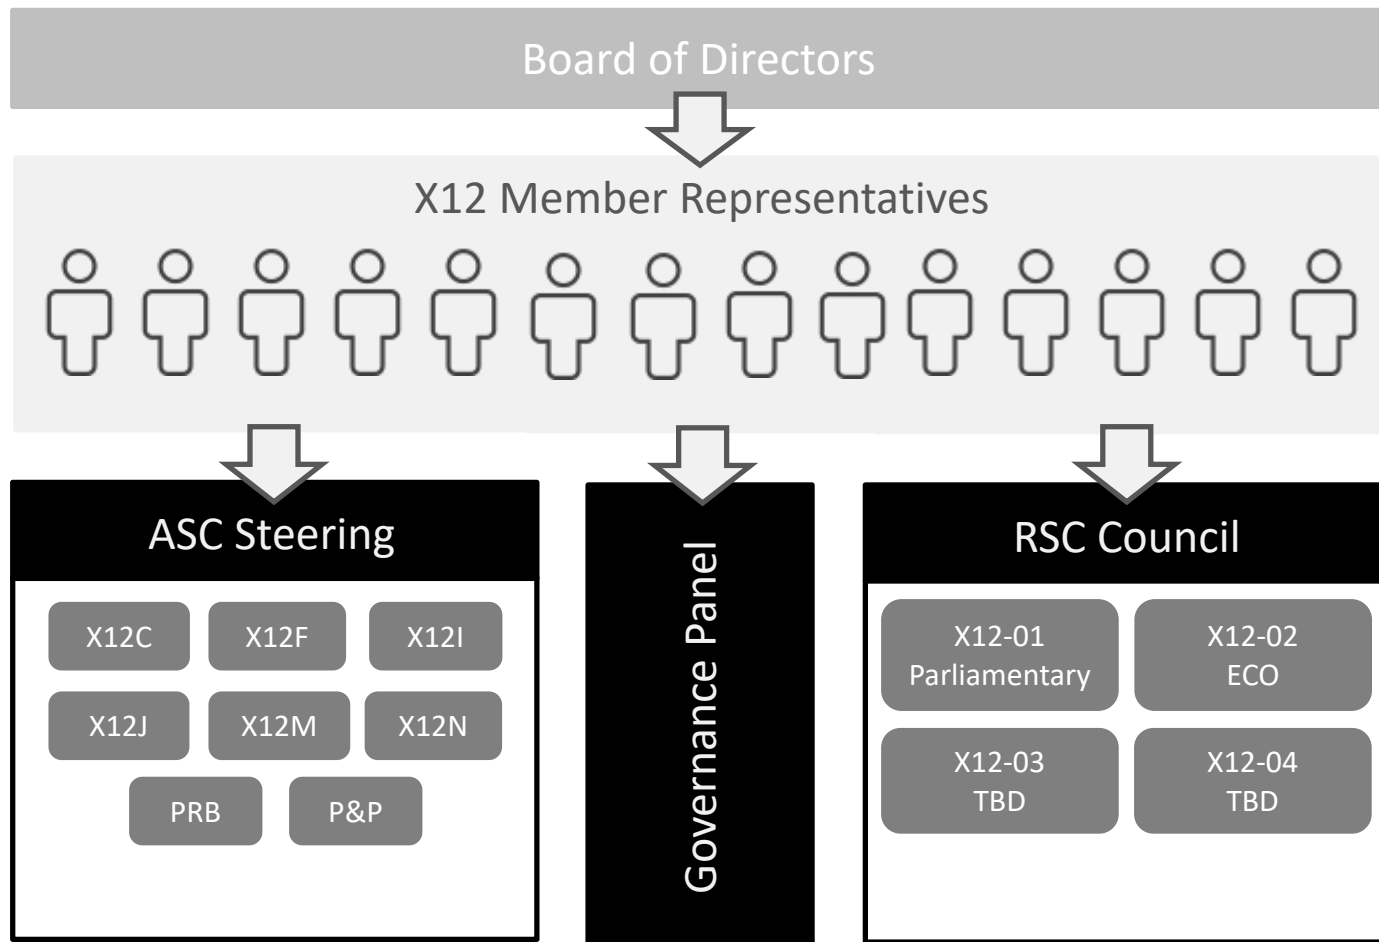 Board of Directors
X12 Member Representatives
ASC Steering
X12C
X12F
X12I
X12J
X12M
X12N
PRB
P&P
Governance Panel
RSC Council
X12-01
Parliamentary
X12-02
ECO
X12-03
TBD
X12-04
TBD